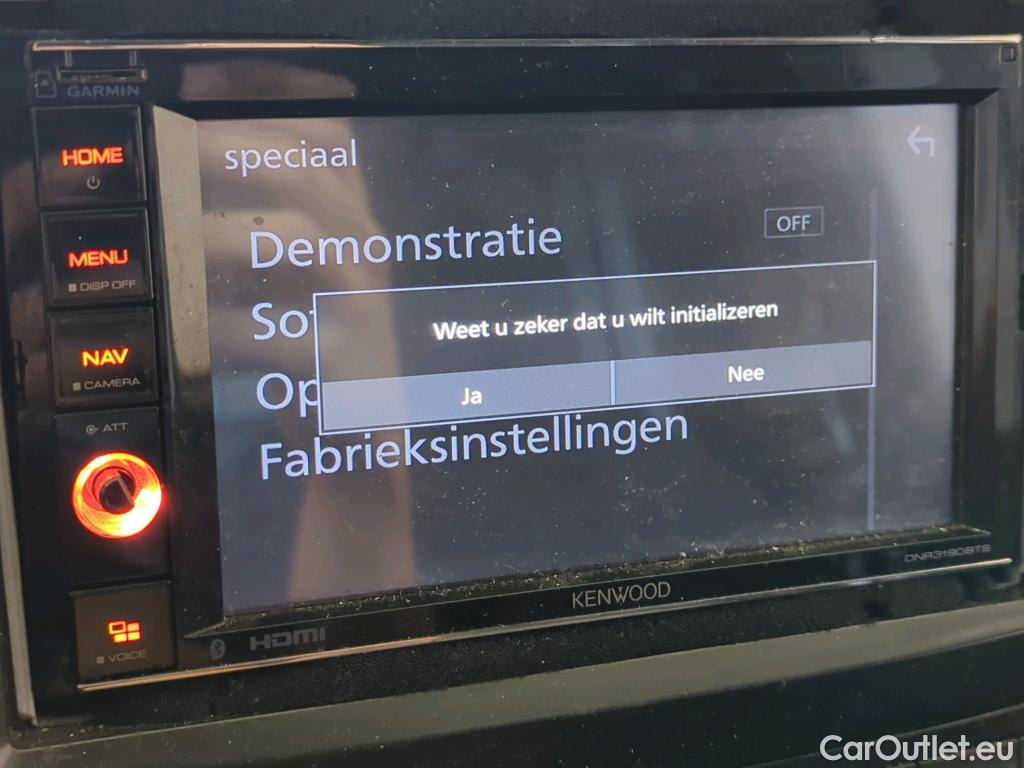 GARMIN
HOME
MENU
DISP OFF
NAV
CAMERA
ATT
VOICE
speciaal
Demonstratie
OFF
Weet u zeker dat u wilt initializeren
Ja
Nee
Fabrieksinstellingen
DNR3190BTS
KENWOOD
HDMI
CarOutlet.eu